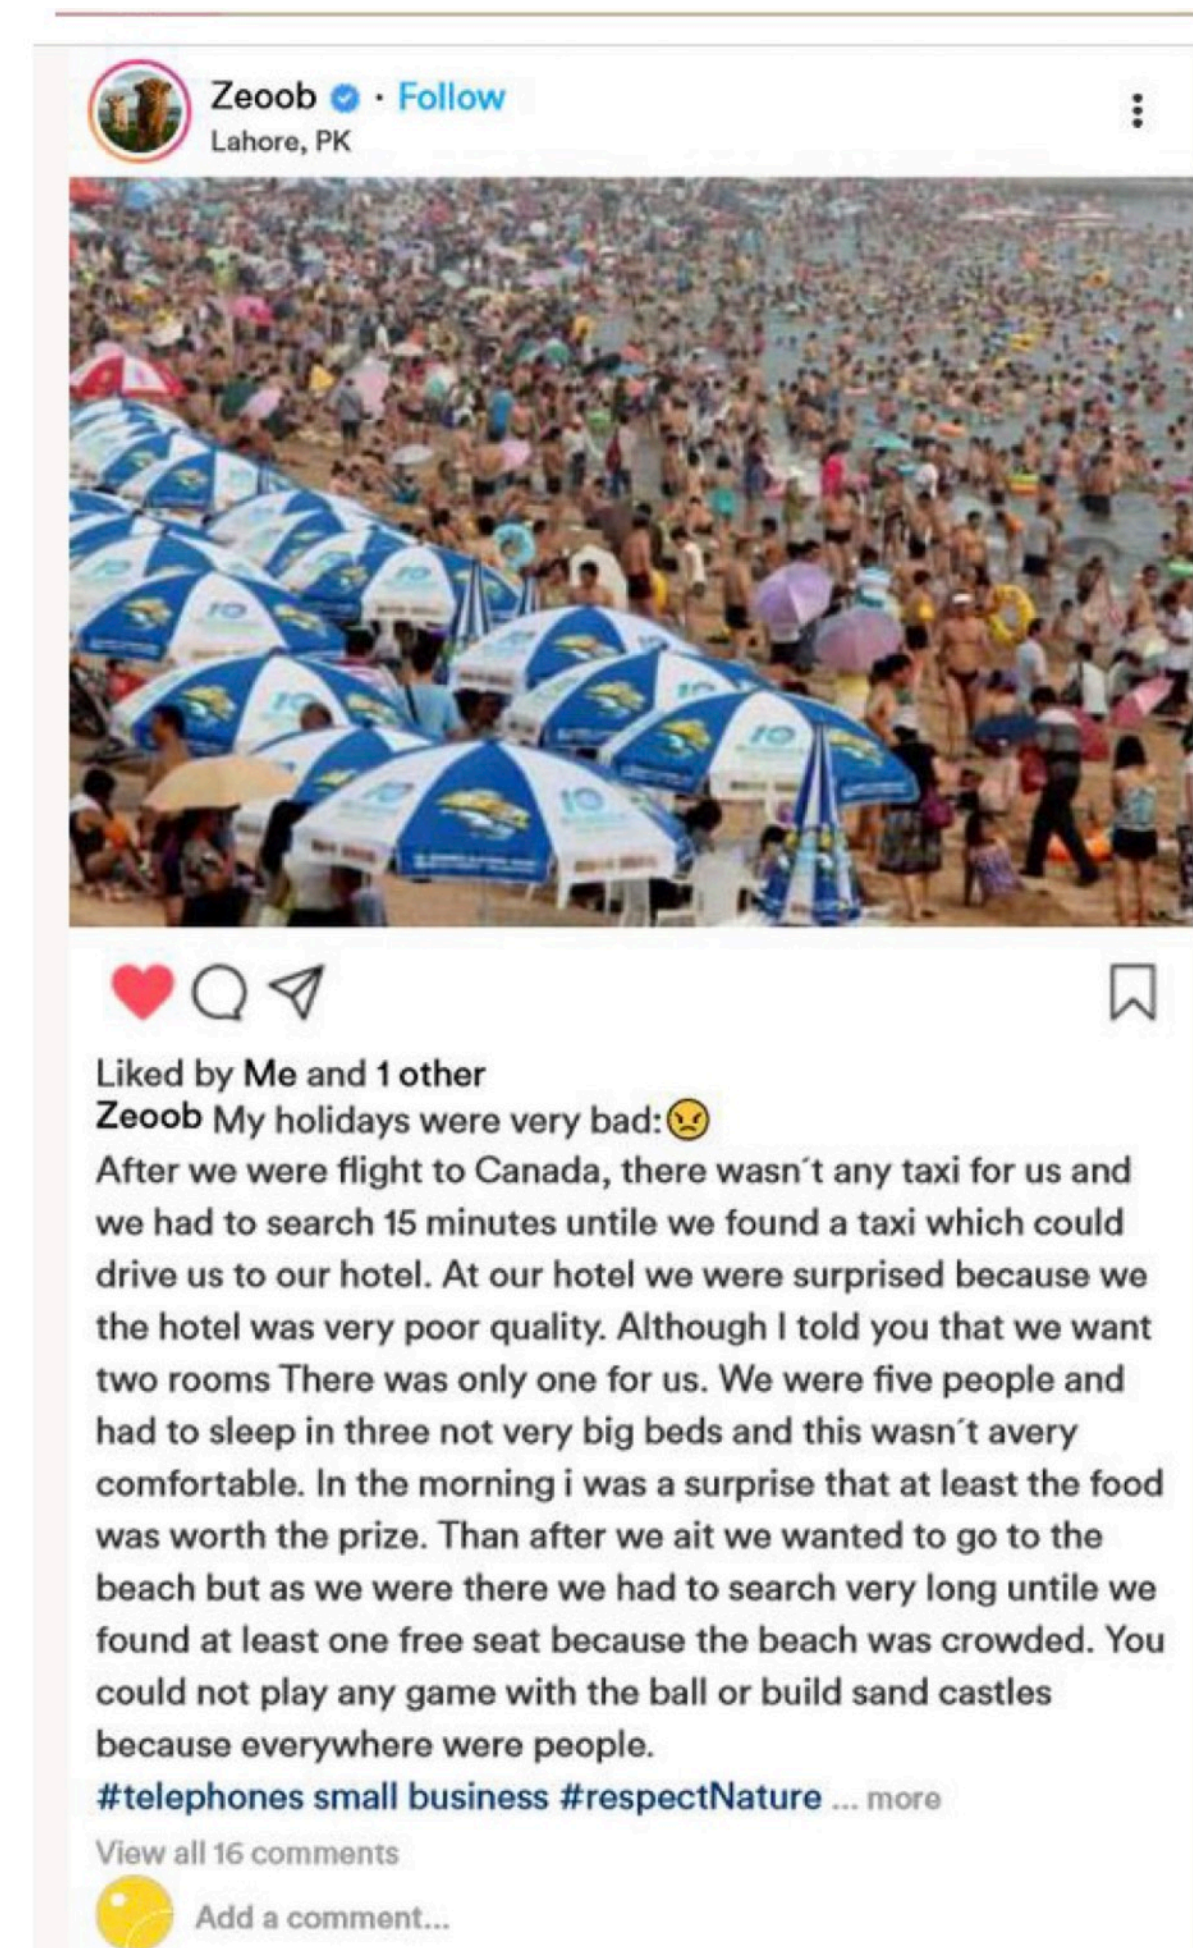 Zeoob · Follow
Lahore, PK
10
10
10
10
10
10
Liked by Me and 1 other
Zeoob My holidays were very bad:😠
After we were flight to Canada, there wasn´t any taxi for us and
we had to search 15 minutes untile we found a taxi which could
drive us to our hotel. At our hotel we were surprised because we
the hotel was very poor quality. Although I told you that we want
two rooms There was only one for us. We were five people and
had to sleep in three not very big beds and this wasn´t avery
comfortable. In the morning i was a surprise that at least the food
was worth the prize. Than after we ait we wanted to go to the
beach but as we were there we had to search very long untile we
found at least one free seat because the beach was crowded. You
could not play any game with the ball or build sand castles
because everywhere were people.
#telephones small business #respectNature ... more
View all 16 comments
Add a comment...